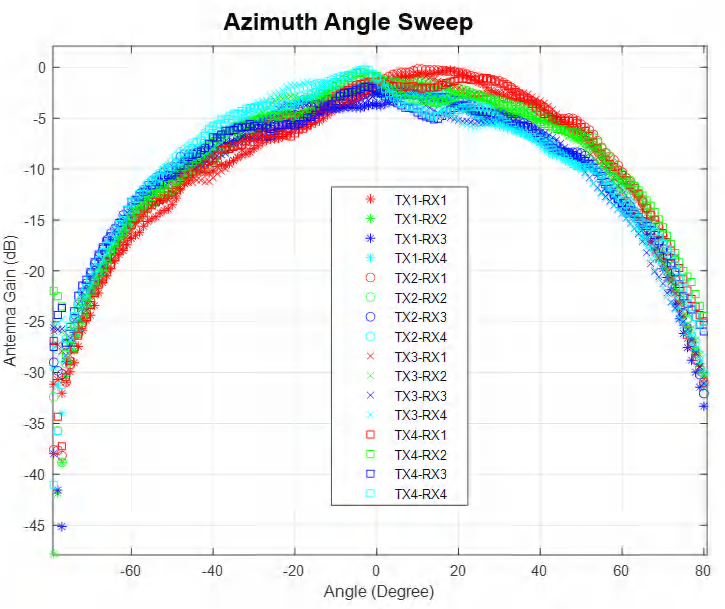 Azimuth Angle Sweep
0
-5
-10
-15
-20
-25
-30
-35
-40
-45
Antenna Gain (dB)
TX1-RX1
TX1-RX2
TX1-RX3
TX1-RX4
TX2-RX1
TX2-RX2
TX2-RX3
TX2-RX4
TX3-RX1
TX3-RX2
TX3-RX3
TX3-RX4
TX4-RX1
TX4-RX2
TX4-RX3
TX4-RX4
-60 -40 -20 0 20 40 60 80
Angle (Degree)